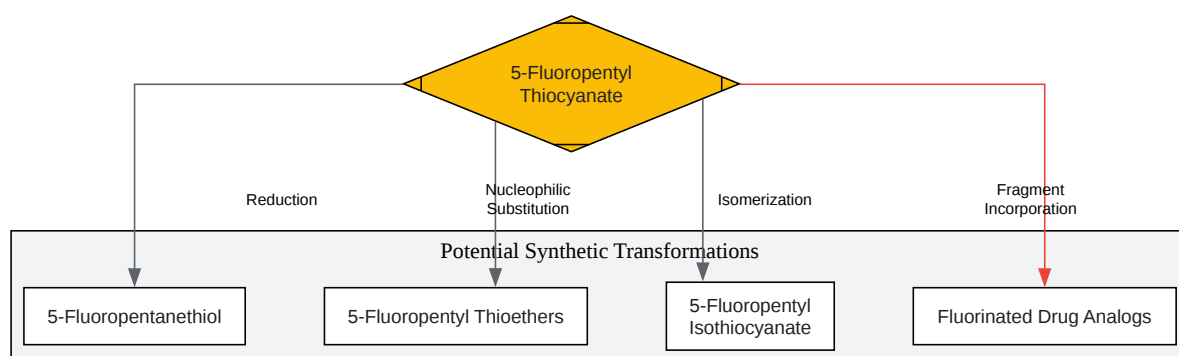 5-Fluoropentyl
Thiocyanate
Reduction
Nucleophilic
Substitution
Isomerization
Fragment
Incorporation
Potential Synthetic Transformations
5-Fluoropentanethiol
5-Fluoropentyl Thioethers
5-Fluoropentyl
Isothiocyanate
Fluorinated Drug Analogs